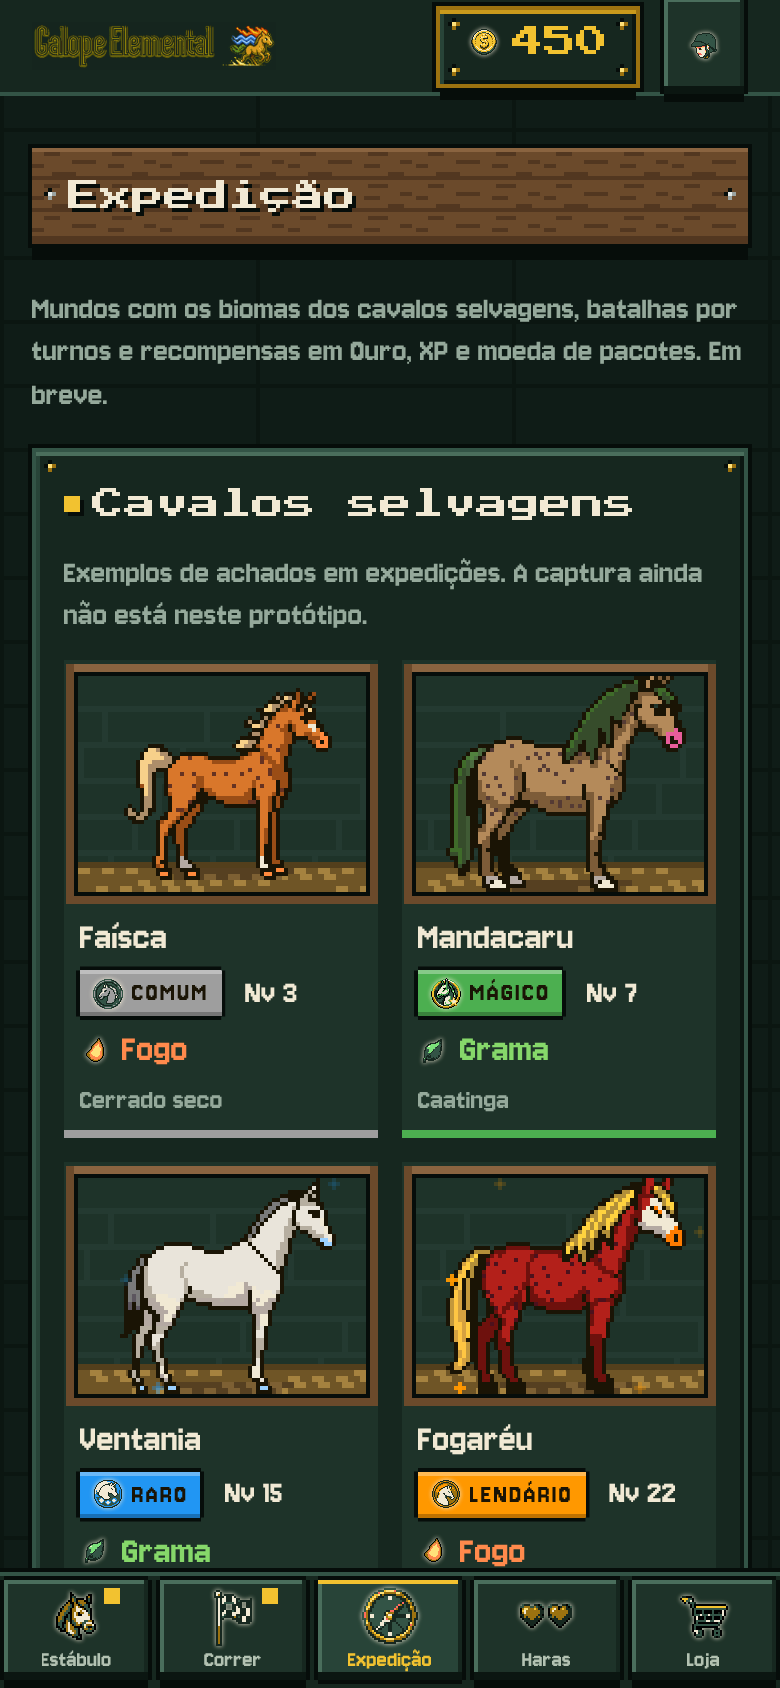 Galope Elemental
450
Expedição
Mundos com os biomas dos cavalos selvagens, batalhas por
turnos e recompensas em Ouro, XP e moeda de pacotes. Em
breve.
Cavalos selvagens
Exemplos de achados em expedições. A captura ainda
não está neste protótipo.
Faísca
COMUM Nv 3
Fogo
Cerrado seco
Mandacaru
MÁGICO Nv 7
Grama
Caatinga
Ventania
RARO Nv 15
Grama
Fogaréu
LENDÁRIO Nv 22
Fogo
Estábulo
Correr
Expedição
Haras
Loja